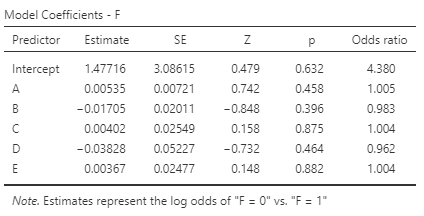 Model Coefficients - F
Predictor Estimate SE Z p Odds ratio
Intercept 1.47716 3.08615 0.479 0.632 4.380
A 0.00535 0.00721 0.742 0.458 1.005
B −0.01705 0.02011 −0.848 0.396 0.983
C 0.00402 0.02549 0.158 0.875 1.004
D −0.03828 0.05227 −0.732 0.464 0.962
E 0.00367 0.02477 0.148 0.882 1.004
Note. Estimates represent the log odds of "F = 0" vs. "F = 1"